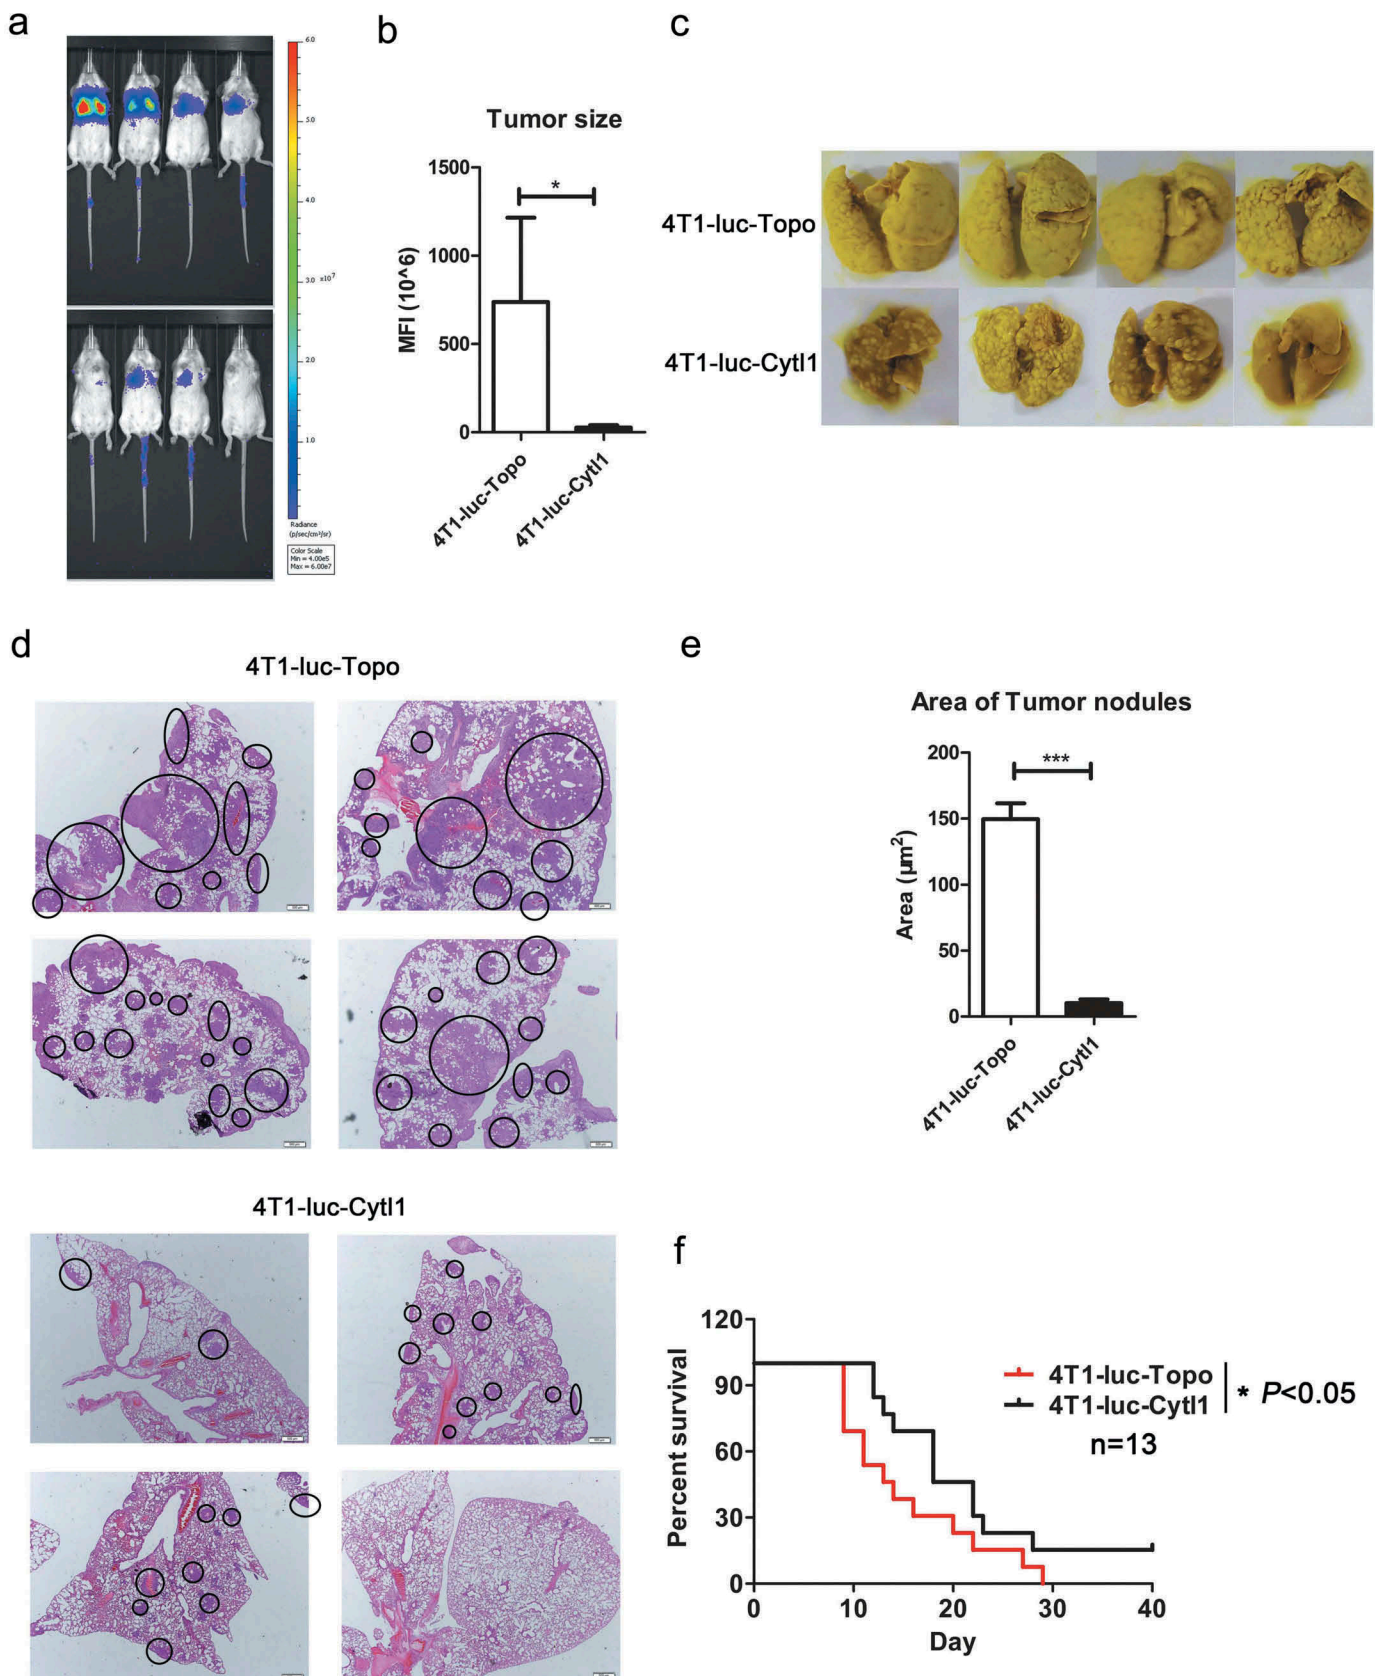 a
6.0
5.0
4.0
3.0 x10⁷
2.0
1.0
Radiance
(p/sec/cm²/sr)
Color Scale
Min = 4.00e5
Max = 6.00e7
b
Tumor size
1500
1000
500
0
MFI (10^6)
*
4T1-luc-Topo
4T1-luc-Cytl1
c
4T1-luc-Topo
4T1-luc-Cytl1
d
4T1-luc-Topo
4T1-luc-Cytl1
e
Area of Tumor nodules
200
150
100
50
0
Area (µm²)
***
4T1-luc-Topo
4T1-luc-Cytl1
f
120
90
60
30
0
Percent survival
0 10 20 30 40
Day
4T1-luc-Topo
4T1-luc-Cytl1
* P<0.05
n=13